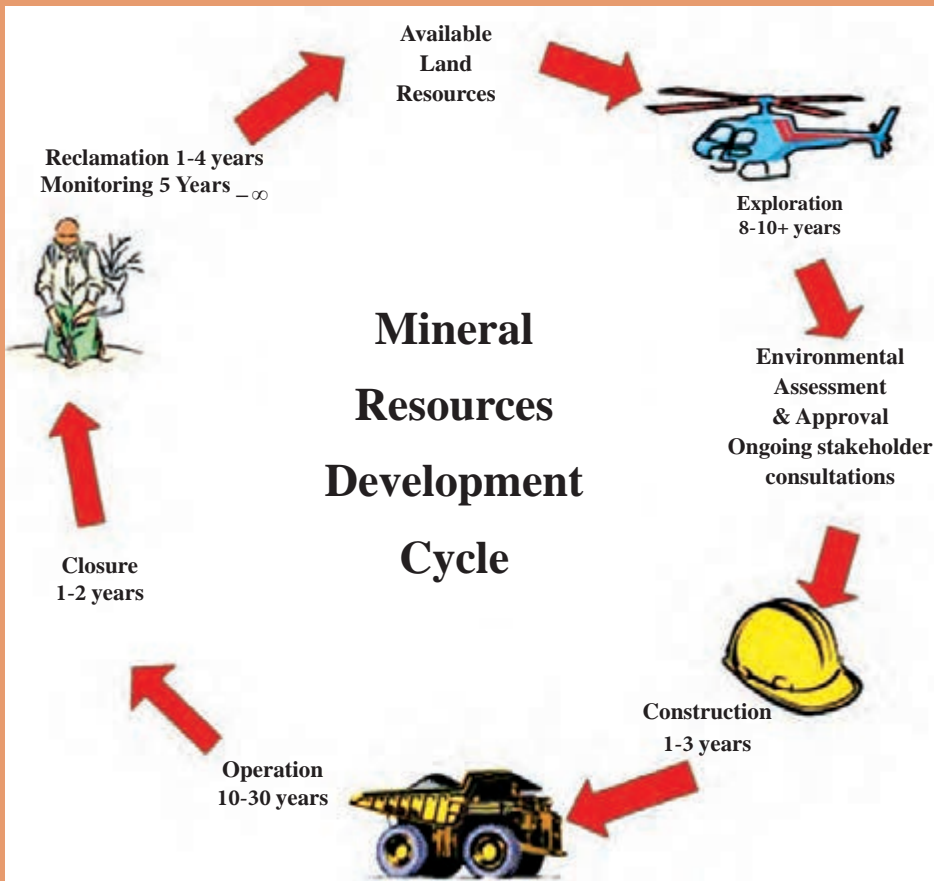 Available
Land
Resources
Exploration
8-10+ years
Environmental
Assessment
& Approval
Ongoing stakeholder
consultations
Construction
1-3 years
Operation
10-30 years
Closure
1-2 years
Reclamation 1-4 years
Monitoring 5 Years – ∞
Mineral
Resources
Development
Cycle